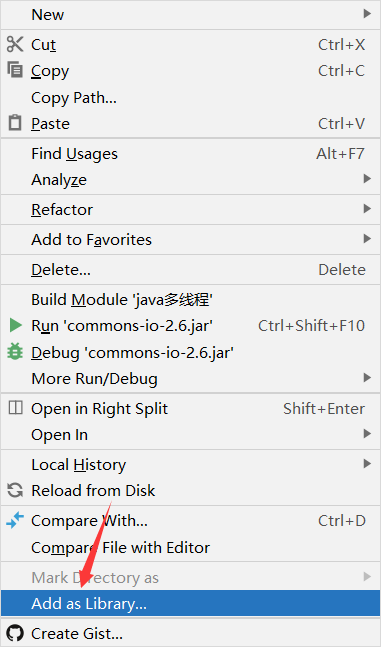 New
Cut Ctrl+X
Copy Ctrl+C
Copy Path...
Paste Ctrl+V
Find Usages Alt+F7
Analyze
Refactor
Add to Favorites
Delete... Delete
Build Module 'java多线程'
Run 'commons-io-2.6.jar' Ctrl+Shift+F10
Debug 'commons-io-2.6.jar'
More Run/Debug
Open in Right Split Shift+Enter
Open In
Local History
Reload from Disk
Compare With... Ctrl+D
Compare File with Editor
Mark Directory as
Add as Library...
Create Gist...